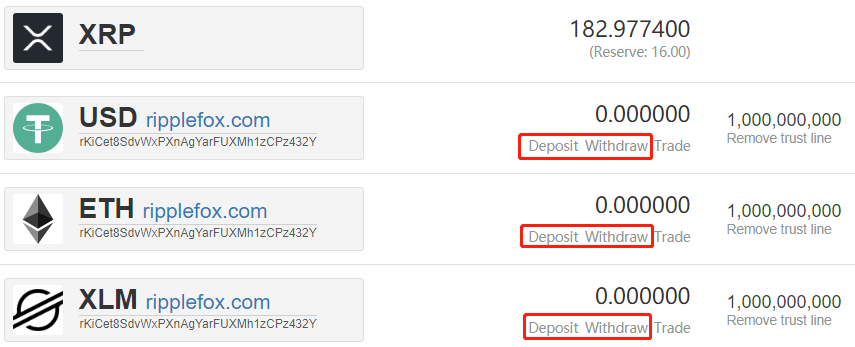 XRP
182.977400
(Reserve: 16.00)
USD ripplefox.com
rKiCet8SdvWxPXnAgYarFUXMh1zCPz432Y
0.000000
Deposit Withdraw Trade
1,000,000,000
Remove trust line
ETH ripplefox.com
rKiCet8SdvWxPXnAgYarFUXMh1zCPz432Y
0.000000
Deposit Withdraw Trade
1,000,000,000
Remove trust line
XLM ripplefox.com
rKiCet8SdvWxPXnAgYarFUXMh1zCPz432Y
0.000000
Deposit Withdraw Trade
1,000,000,000
Remove trust line